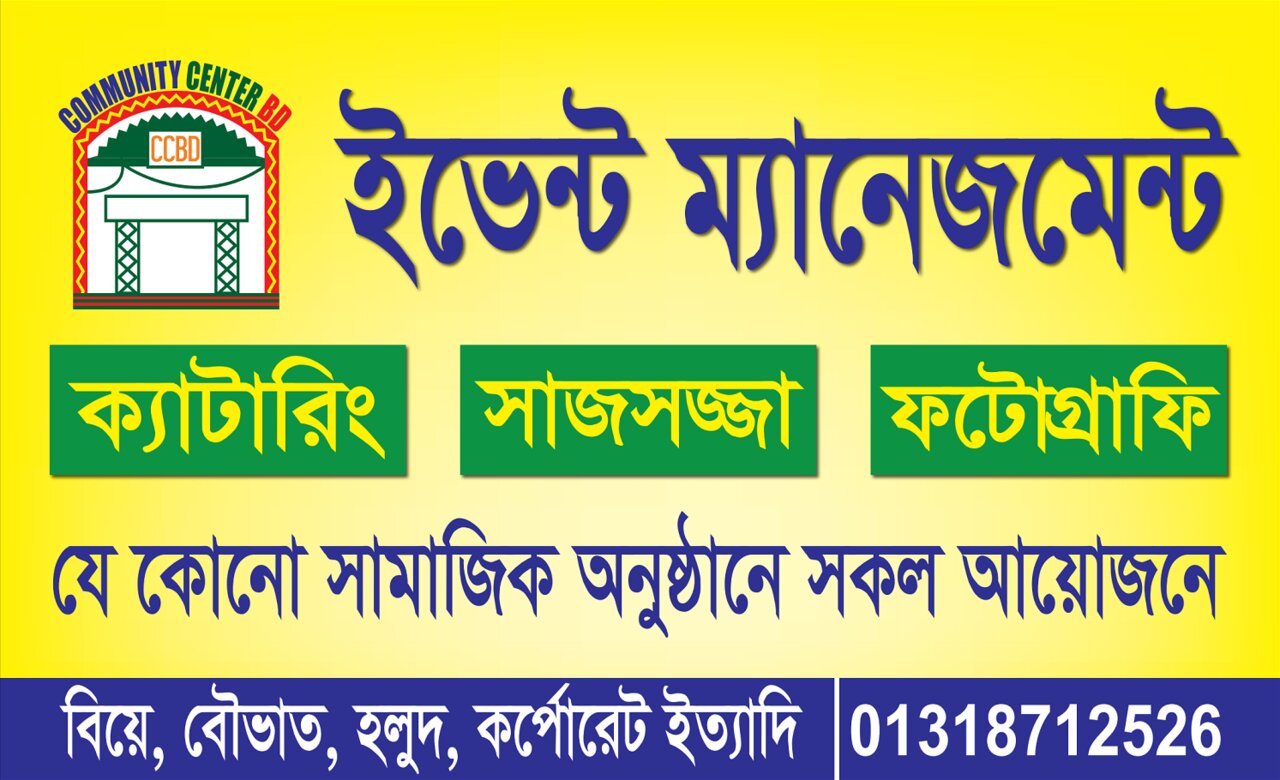 COMMUNITY CENTER BD
CCBD
ইভেন্ট ম্যানেজমেন্ট
ক্যাটারিং সাজসজ্জা ফটোগ্রাফি
যে কোনো সামাজিক অনুষ্ঠানে সকল আয়োজনে
বিয়ে, বৌভাত, হলুদ, কর্পোরেট ইত্যাদি 01318712526